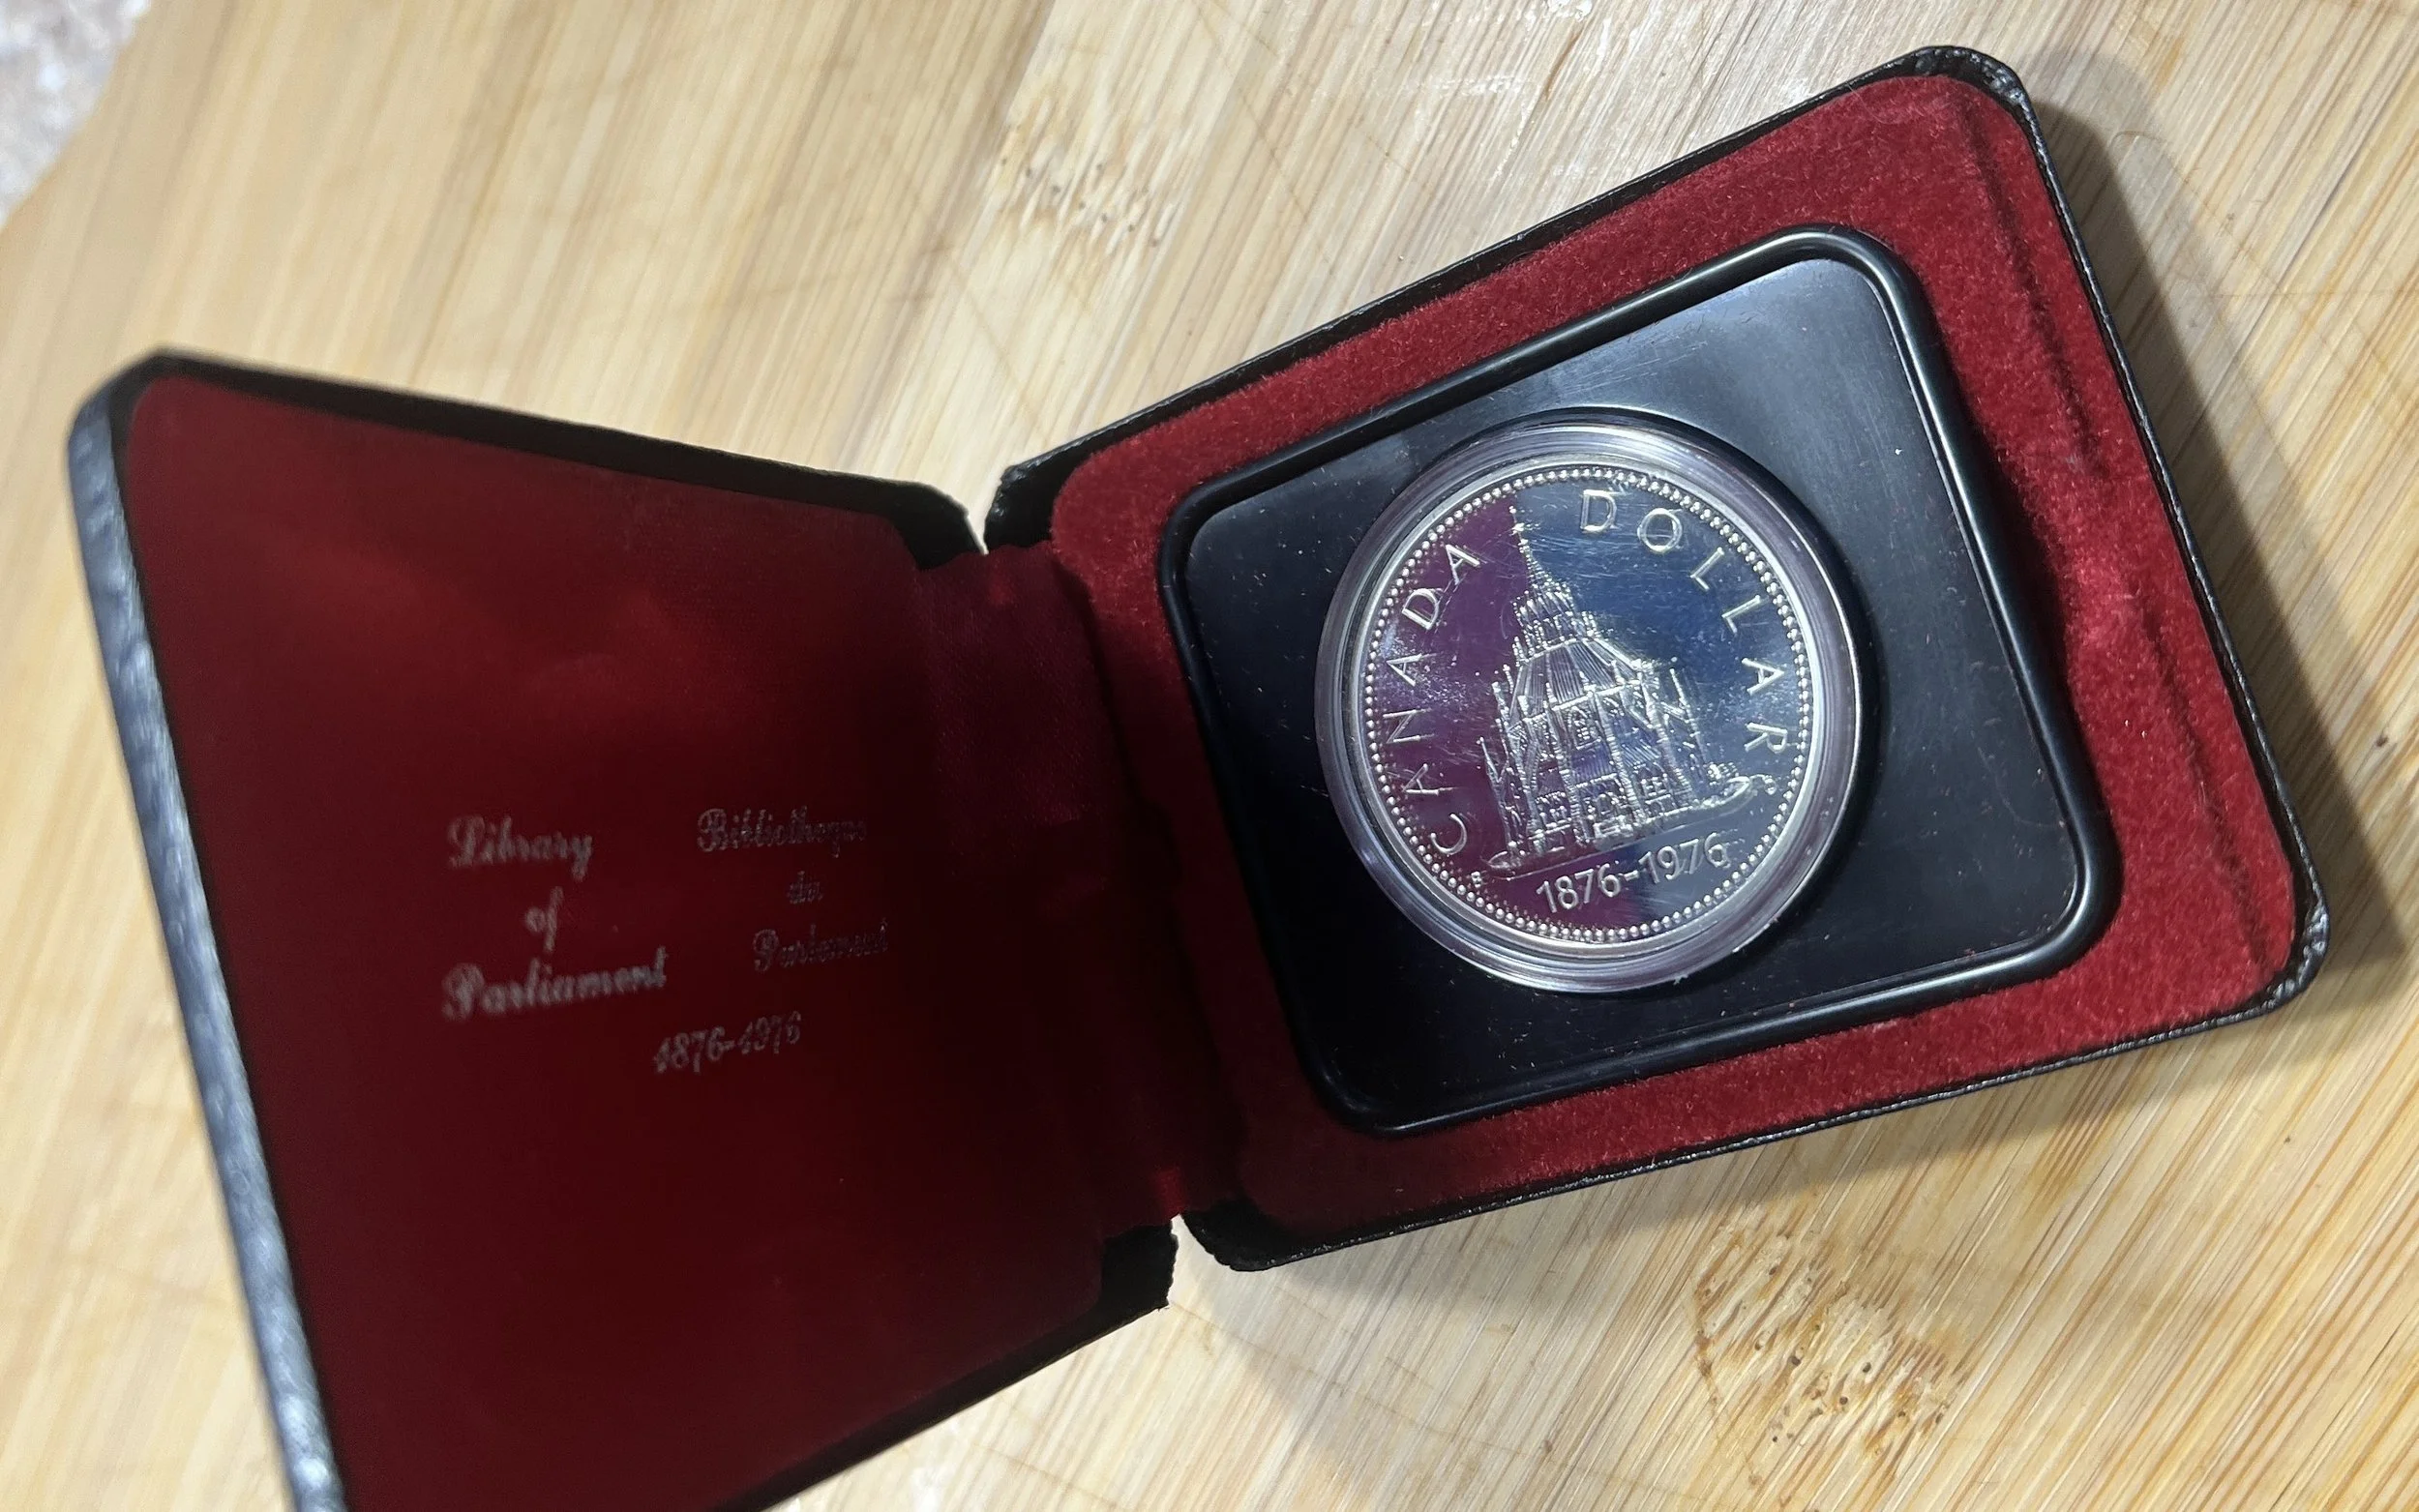 Library
of
Parliament
Bibliothèque
du
Parlement
1876-1976
CANADA DOLLAR
1876-1976